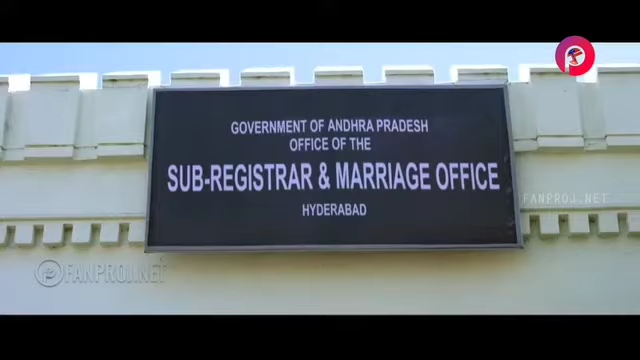 GOVERNMENT OF ANDHRA PRADESH
OFFICE OF THE
SUB-REGISTRAR & MARRIAGE OFFICE
HYDERABAD
FANPROJ.NET
FANPROJ.NET